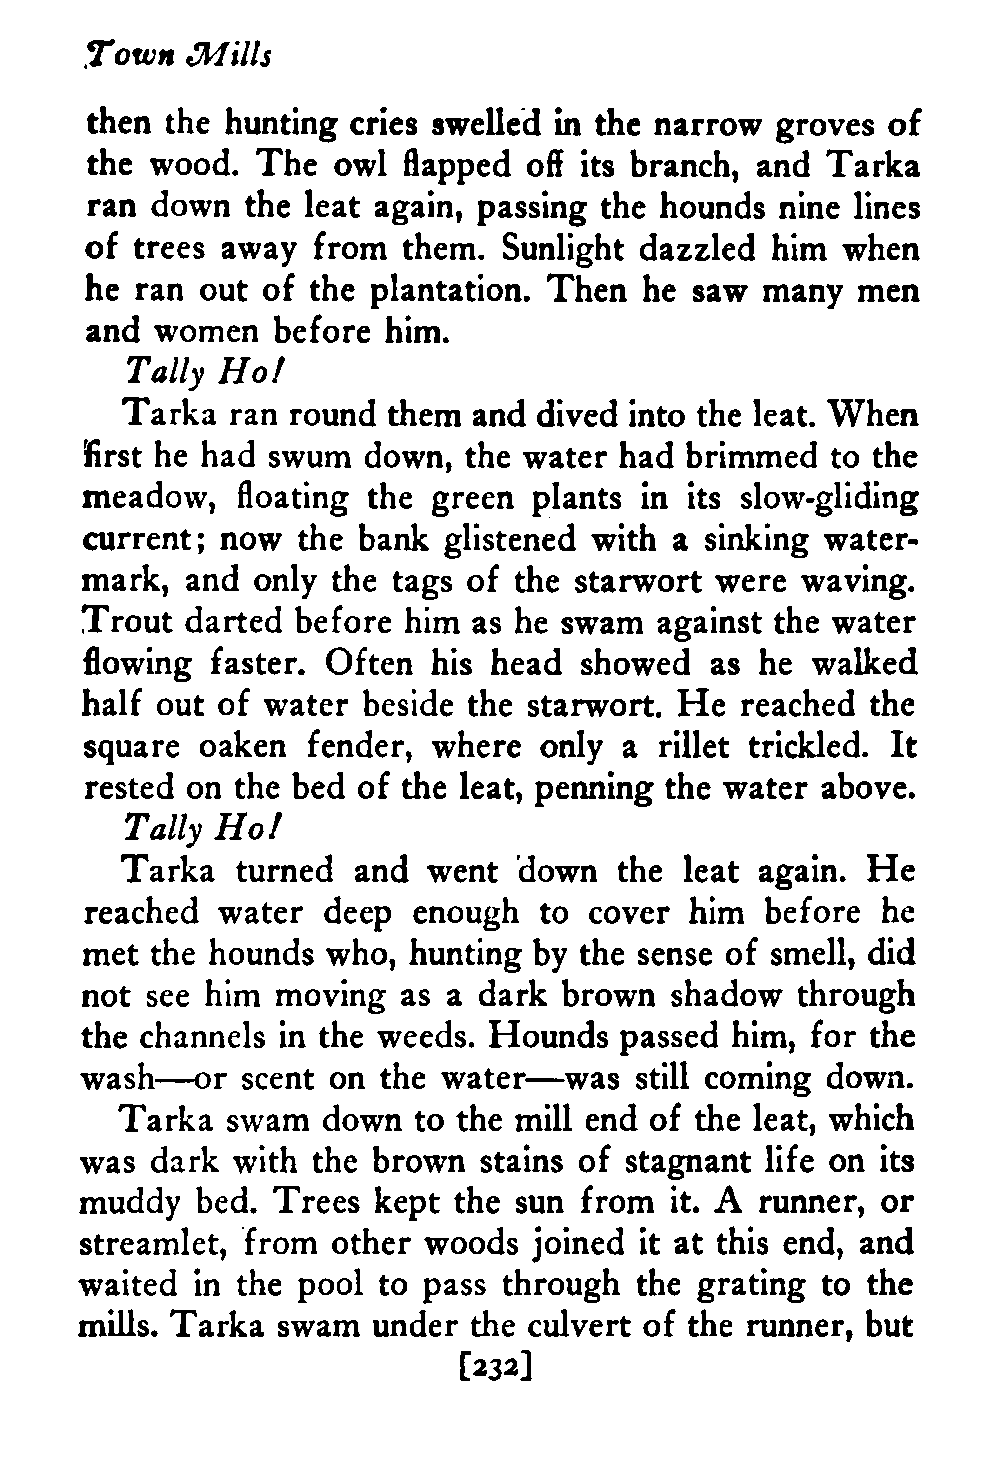 Town Mills
then the hunting cries swelled in the narrow groves of
the wood. The owl flapped off its branch, and Tarka
ran down the leat again, passing the hounds nine lines
of trees away from them. Sunlight dazzled him when
he ran out of the plantation. Then he saw many men
and women before him.
Tally Ho!
Tarka ran round them and dived into the leat. When
first he had swum down, the water had brimmed to the
meadow, floating the green plants in its slow-gliding
current; now the bank glistened with a sinking water-
mark, and only the tags of the starwort were waving.
Trout darted before him as he swam against the water
flowing faster. Often his head showed as he walked
half out of water beside the starwort. He reached the
square oaken fender, where only a rillet trickled. It
rested on the bed of the leat, penning the water above.
Tally Ho!
Tarka turned and went down the leat again. He
reached water deep enough to cover him before he
met the hounds who, hunting by the sense of smell, did
not see him moving as a dark brown shadow through
the channels in the weeds. Hounds passed him, for the
wash—or scent on the water—was still coming down.
Tarka swam down to the mill end of the leat, which
was dark with the brown stains of stagnant life on its
muddy bed. Trees kept the sun from it. A runner, or
streamlet, from other woods joined it at this end, and
waited in the pool to pass through the grating to the
mills. Tarka swam under the culvert of the runner, but
[232]